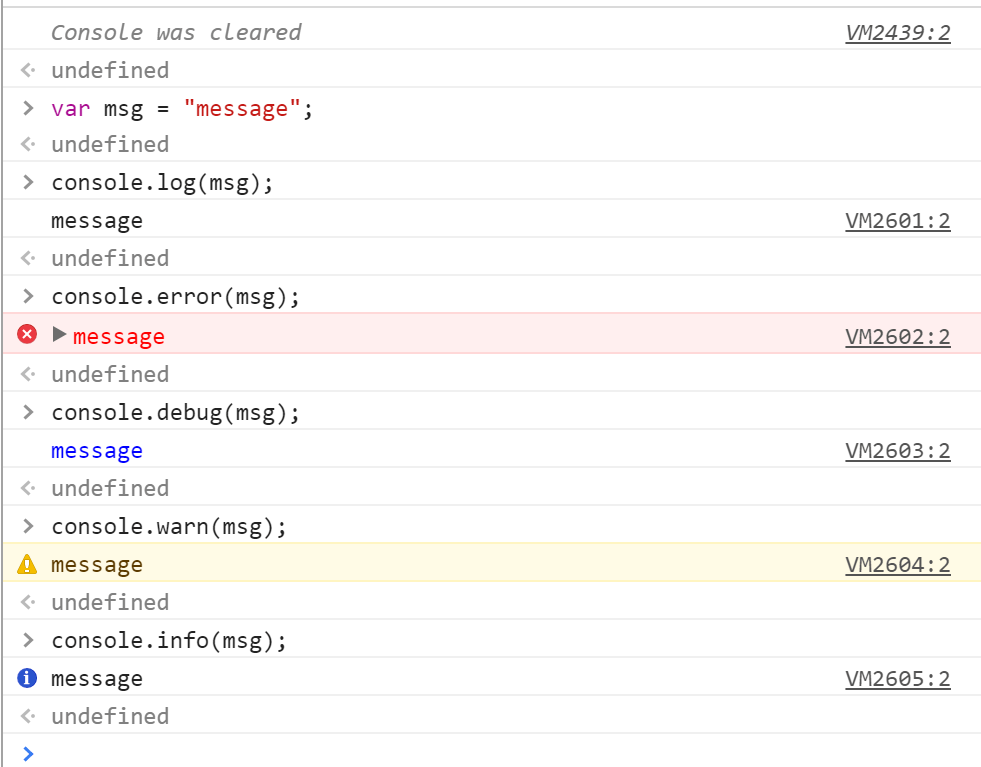 Console was cleared VM2439:2
undefined
var msg = "message";
undefined
console.log(msg);
message VM2601:2
undefined
console.error(msg);
message VM2602:2
undefined
console.debug(msg);
message VM2603:2
undefined
console.warn(msg);
message VM2604:2
undefined
console.info(msg);
message VM2605:2
undefined